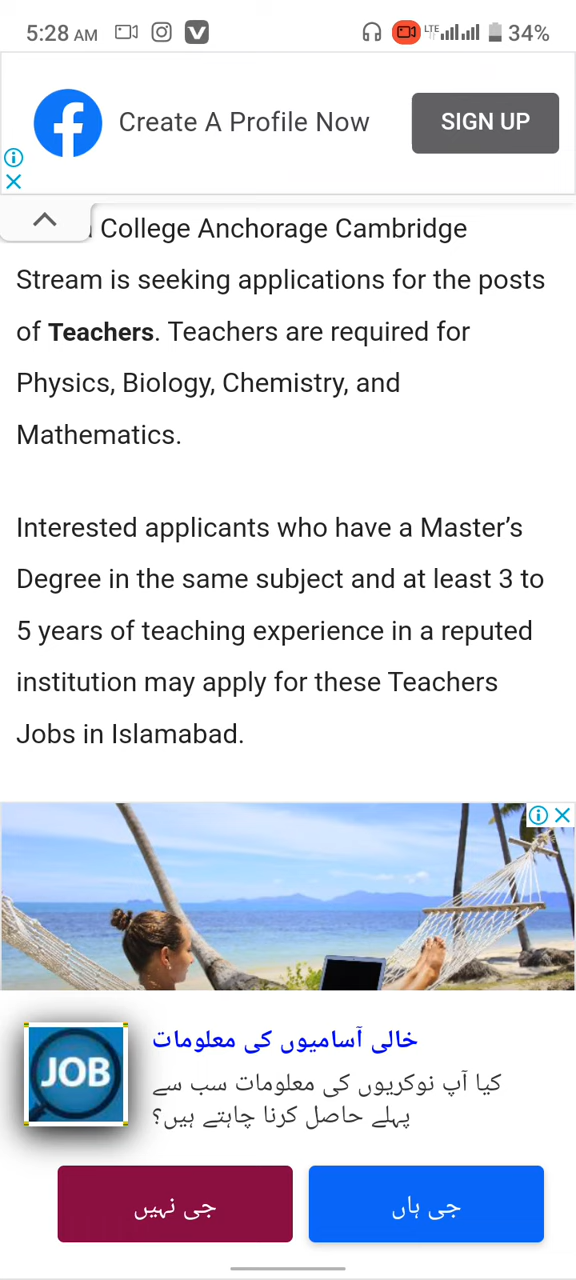 5:28 AM LTE 34%
Create A Profile Now SIGN UP
College Anchorage Cambridge
Stream is seeking applications for the posts
of Teachers. Teachers are required for
Physics, Biology, Chemistry, and
Mathematics.
Interested applicants who have a Master’s
Degree in the same subject and at least 3 to
5 years of teaching experience in a reputed
institution may apply for these Teachers
Jobs in Islamabad.
JOB
خالی آسامیوں کی معلومات
کیا آپ نوکریوں کی معلومات سب سے
پہلے حاصل کرنا چاہتے ہیں؟
جی ہاں
جی نہیں